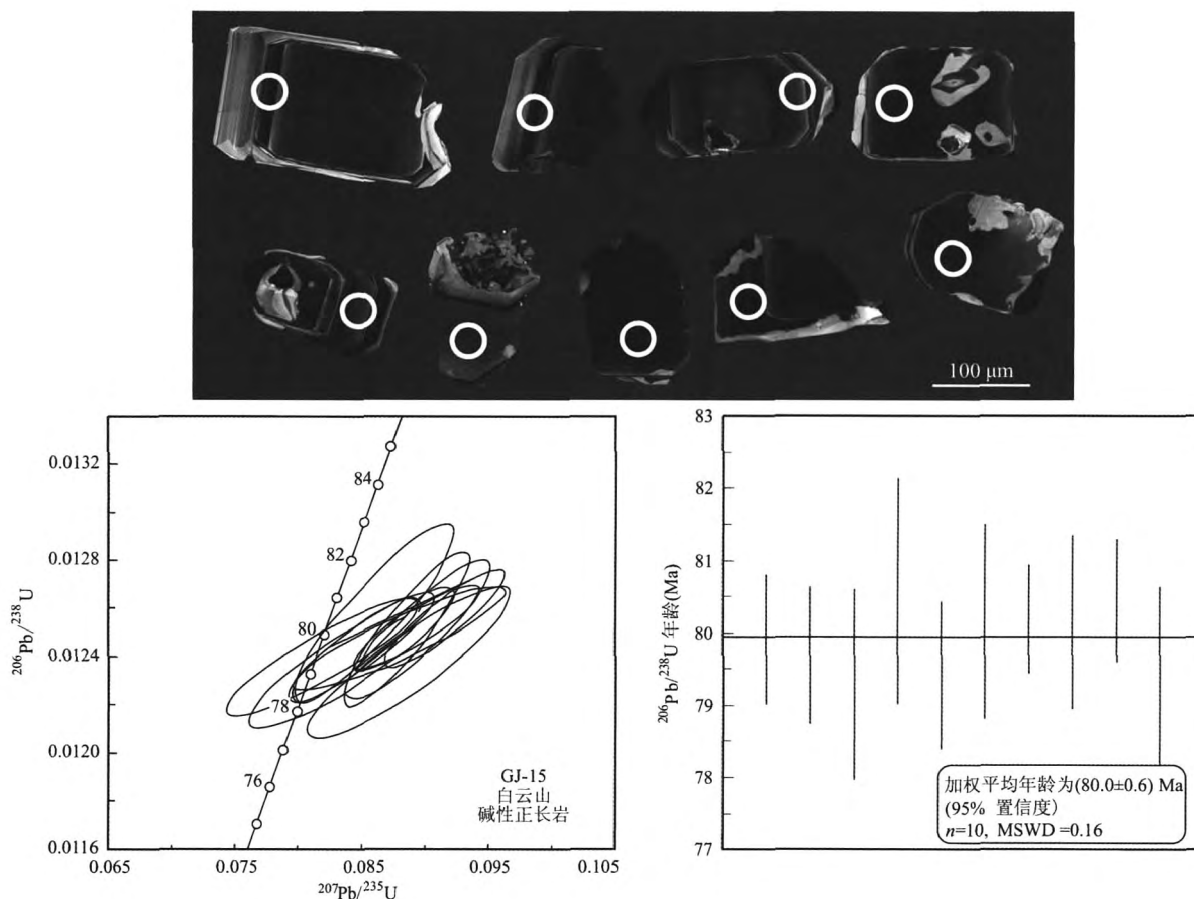 100 μm
0.0132
0.0128
0.0124
0.0120
0.0116
²⁰⁶Pb/²³⁸U
84
82
80
78
76
GJ-15
白云山
碱性正长岩
0.065
0.075
0.085
0.095
0.105
²⁰⁷Pb/²³⁵U
83
82
81
80
79
78
77
²⁰⁶Pb/²³⁸U 年龄(Ma)
加权平均年龄为(80.0±0.6) Ma
(95% 置信度)
n=10, MSWD =0.16